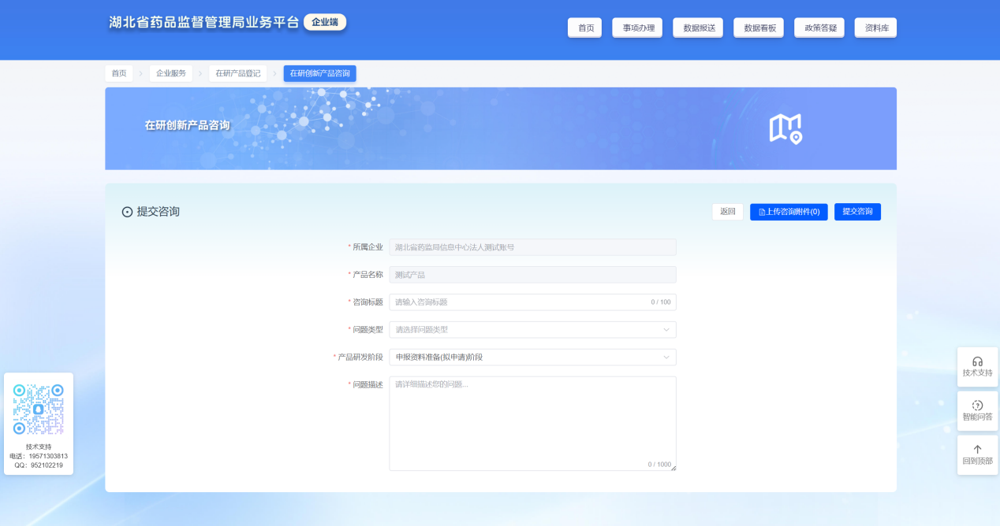 湖北省药品监督管理局业务平台 企业端
首页 事项办理 数据报送 数据看板 政策答疑 资料库
首页 企业服务 在研产品登记 在研创新产品咨询
在研创新产品咨询
提交咨询 返回 上传咨询附件(0) 提交咨询
* 所属企业 湖北省药监局信息中心法人测试账号
* 产品名称 测试产品
* 咨询标题 请输入咨询标题 0 / 100
* 问题类型 请选择问题类型
* 产品研发阶段 申报资料准备(拟申请)阶段
* 问题描述 请详细描述您的问题...
0 / 1000
技术支持
电话：19571303813
QQ：952102219
技术支持
智能问答
回到顶部